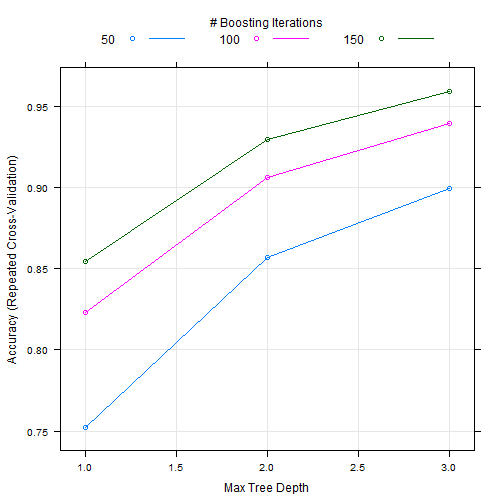 # Boosting Iterations
50 100 150
0.95
0.90
0.85
0.80
0.75
Accuracy (Repeated Cross-Validation)
1.0 1.5 2.0 2.5 3.0
Max Tree Depth